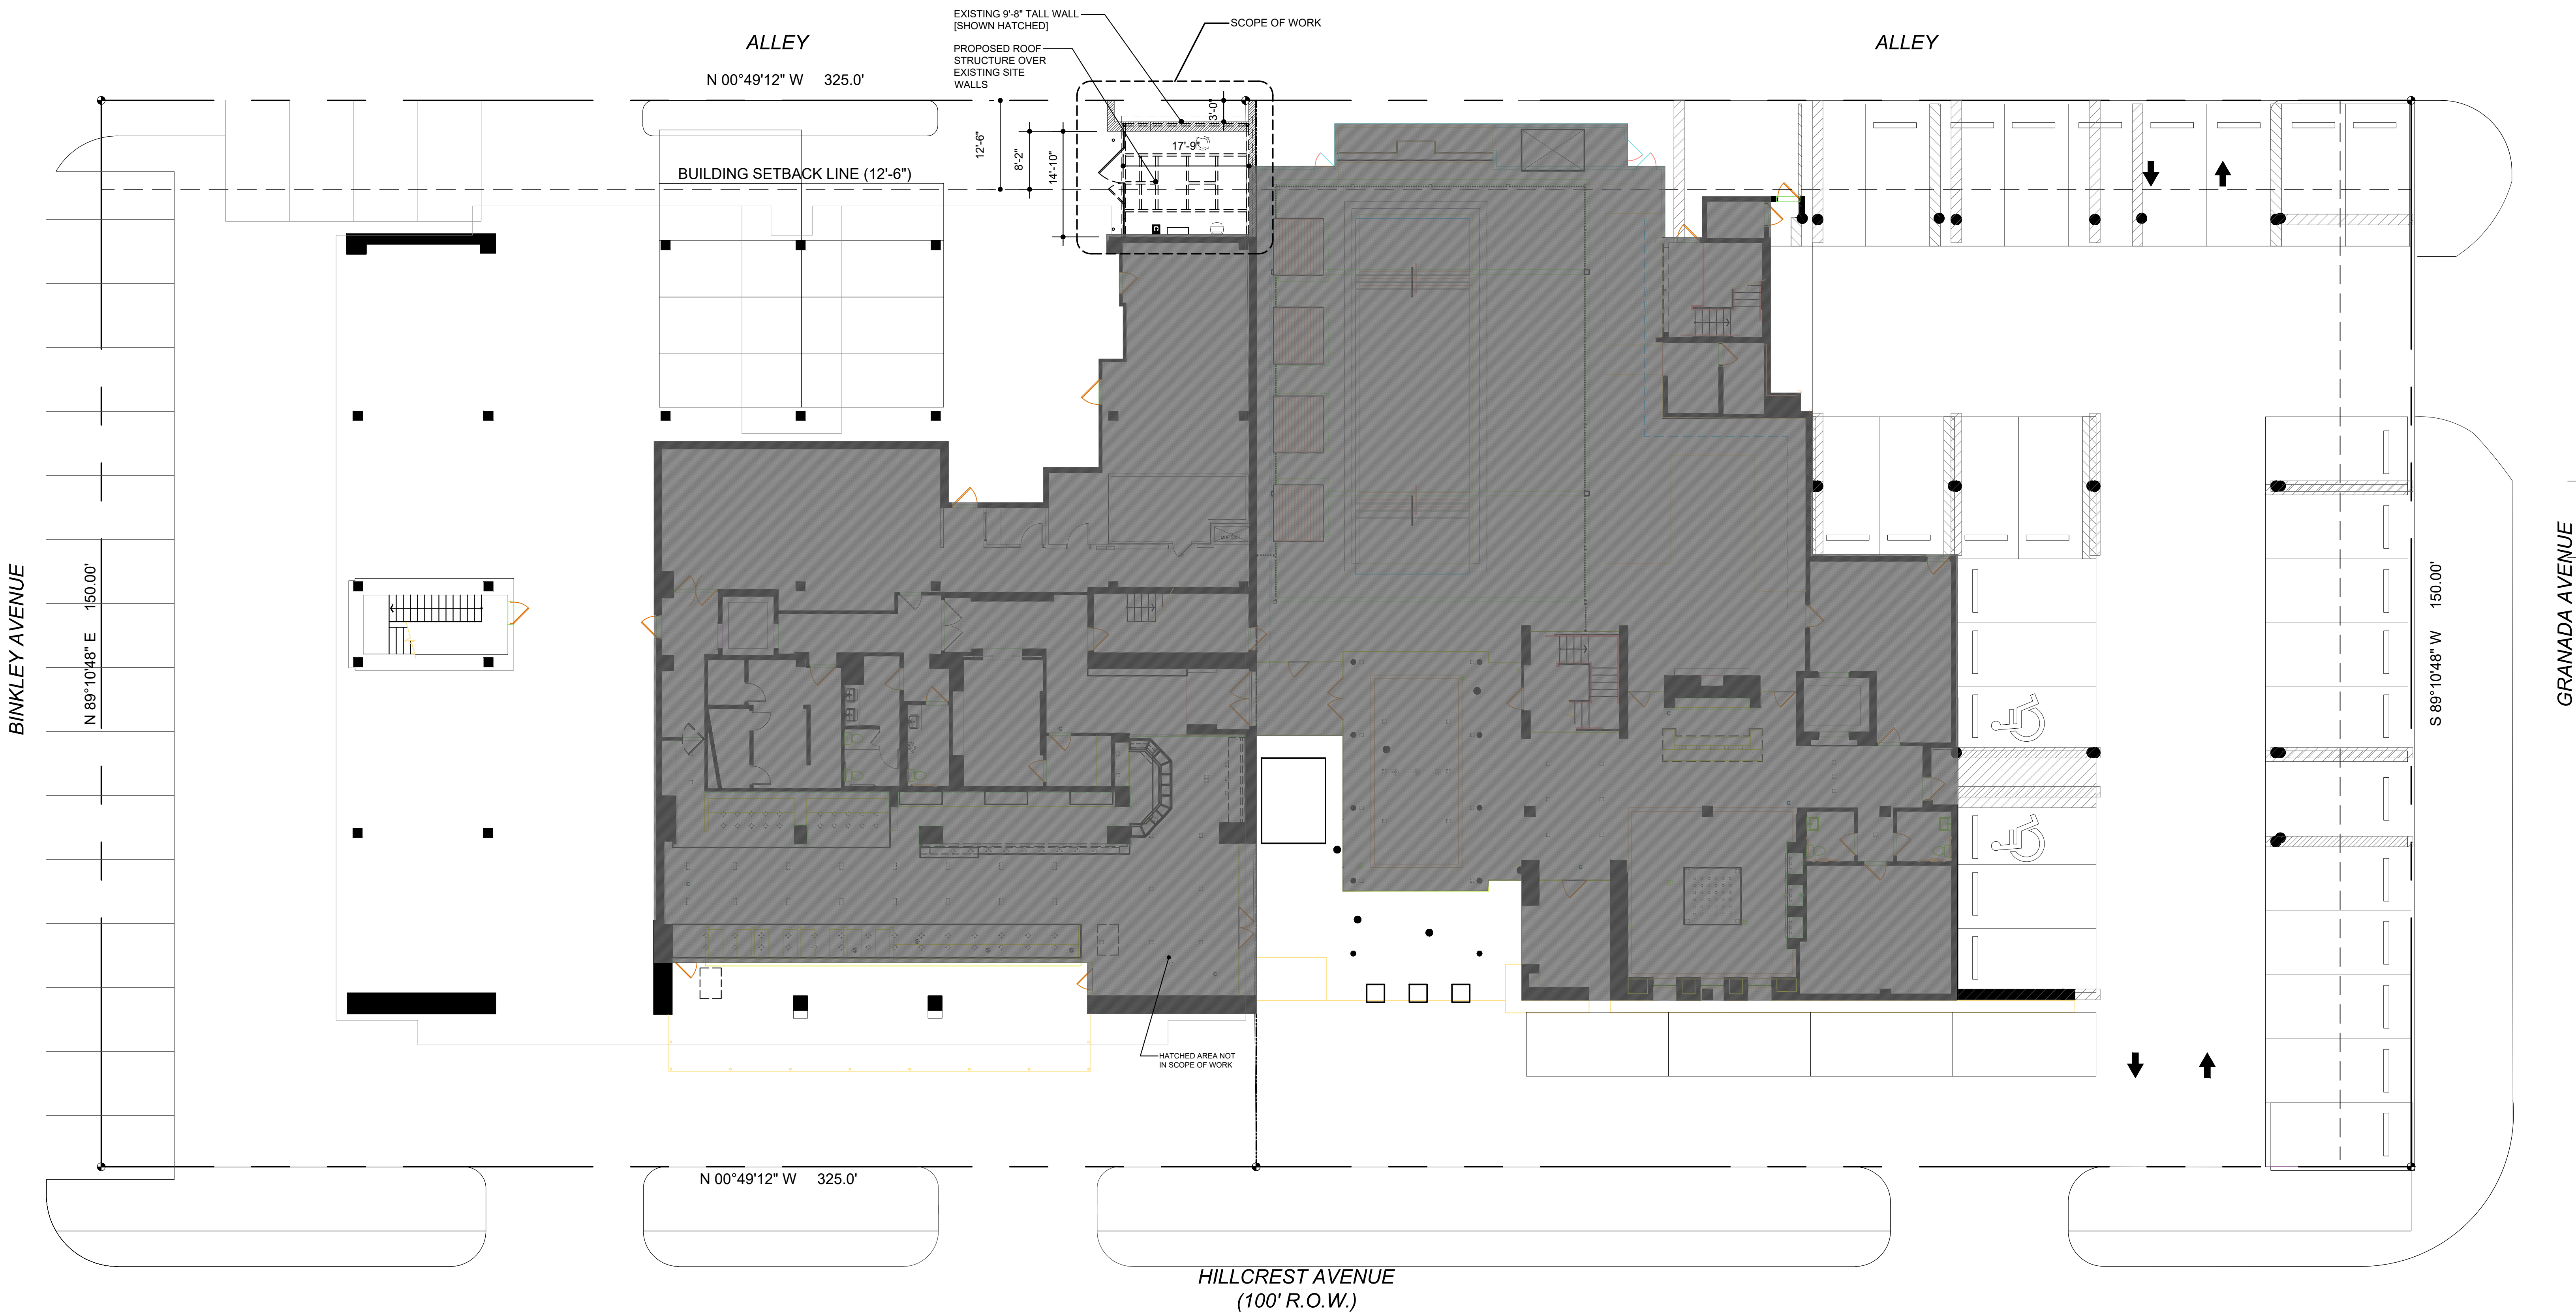 EXISTING 9'-8" TALL WALL
[SHOWN HATCHED]
SCOPE OF WORK
ALLEY
ALLEY
PROPOSED ROOF
STRUCTURE OVER
EXISTING SITE
WALLS
N 00°49'12" W 325.0'
3'-0"
12'-6"
8'-2"
14'-10"
17'-9"
BUILDING SETBACK LINE (12'-6")
BINKLEY AVENUE
N 89°10'48" E 150.00'
S 89°10'48" W 150.00'
GRANADA AVENUE
HATCHED AREA NOT
IN SCOPE OF WORK
N 00°49'12" W 325.0'
HILLCREST AVENUE
(100' R.O.W.)